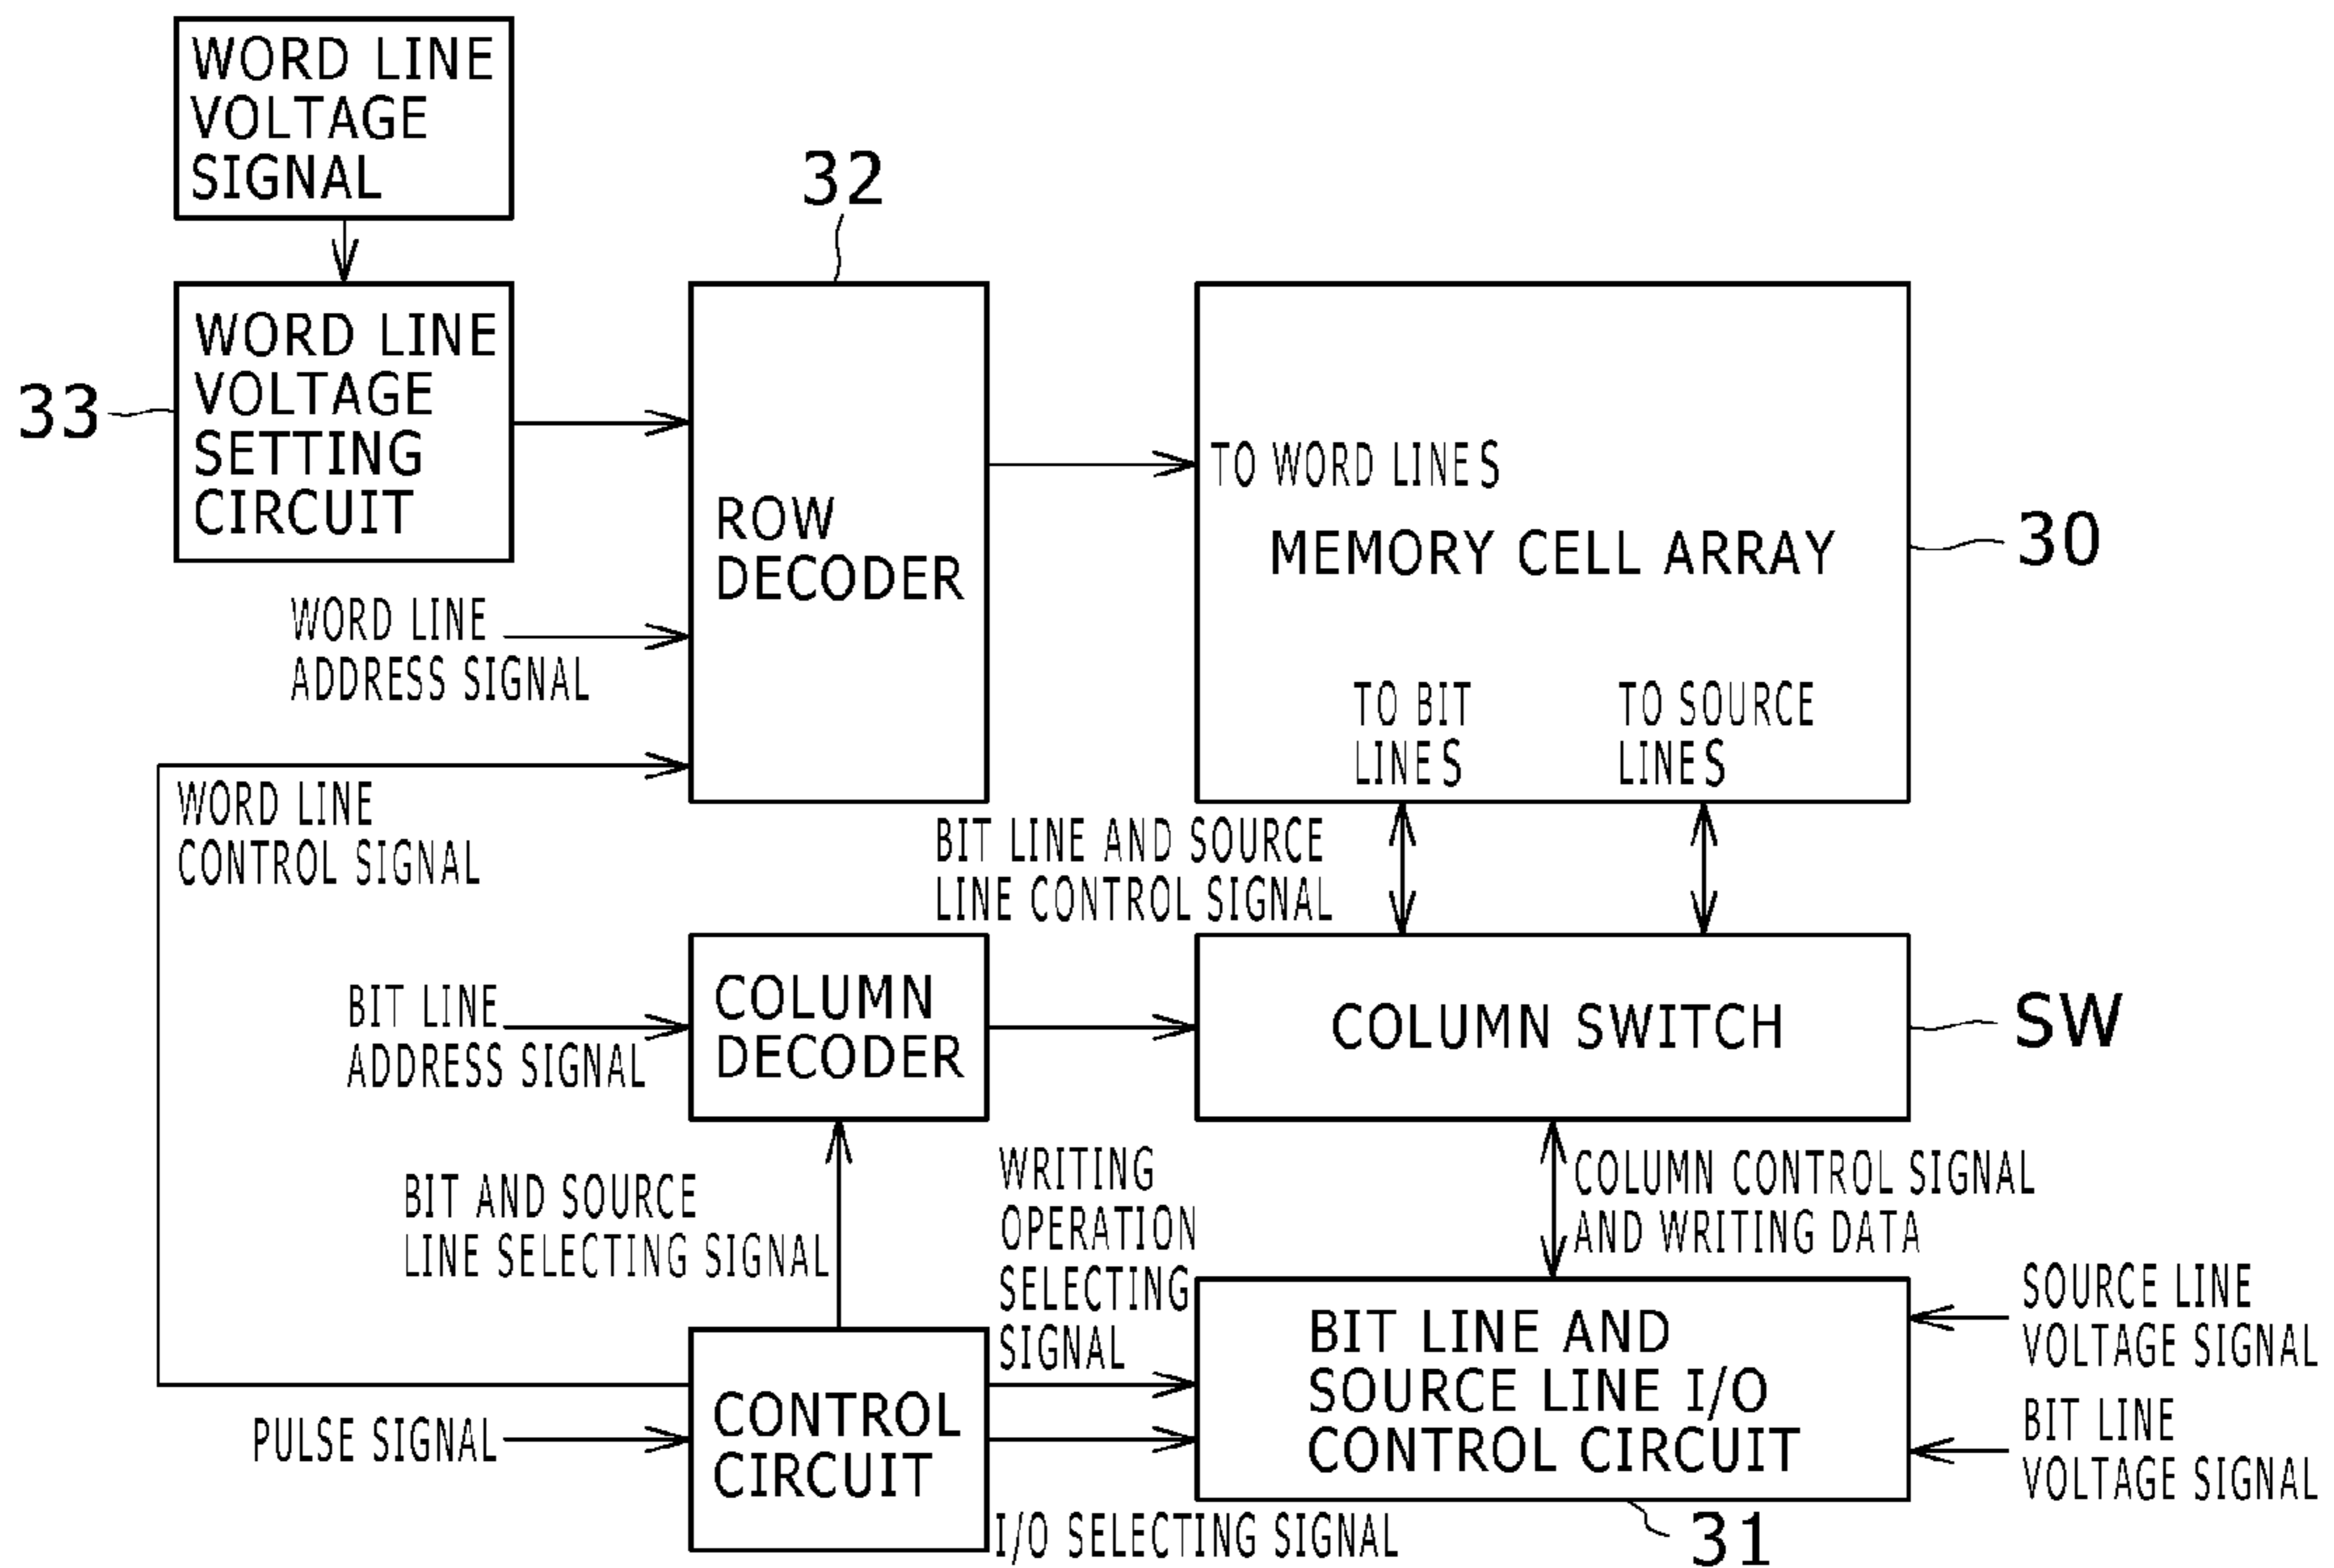 WORD LINE
VOLTAGE
SIGNAL
32
WORD LINE
VOLTAGE
SETTING
CIRCUIT
33
ROW
DECODER
TO WORD LINES
MEMORY CELL ARRAY
30
WORD LINE
ADDRESS SIGNAL
TO BIT
LINES
TO SOURCE
LINES
WORD LINE
CONTROL SIGNAL
BIT LINE AND SOURCE
LINE CONTROL SIGNAL
BIT LINE
ADDRESS SIGNAL
COLUMN
DECODER
COLUMN SWITCH
SW
BIT AND SOURCE
LINE SELECTING SIGNAL
WRITING
OPERATION
SELECTING
SIGNAL
COLUMN CONTROL SIGNAL
AND WRITING DATA
PULSE SIGNAL
CONTROL
CIRCUIT
BIT LINE AND
SOURCE LINE I/O
CONTROL CIRCUIT
SOURCE LINE
VOLTAGE SIGNAL
BIT LINE
VOLTAGE SIGNAL
I/O SELECTING SIGNAL
31